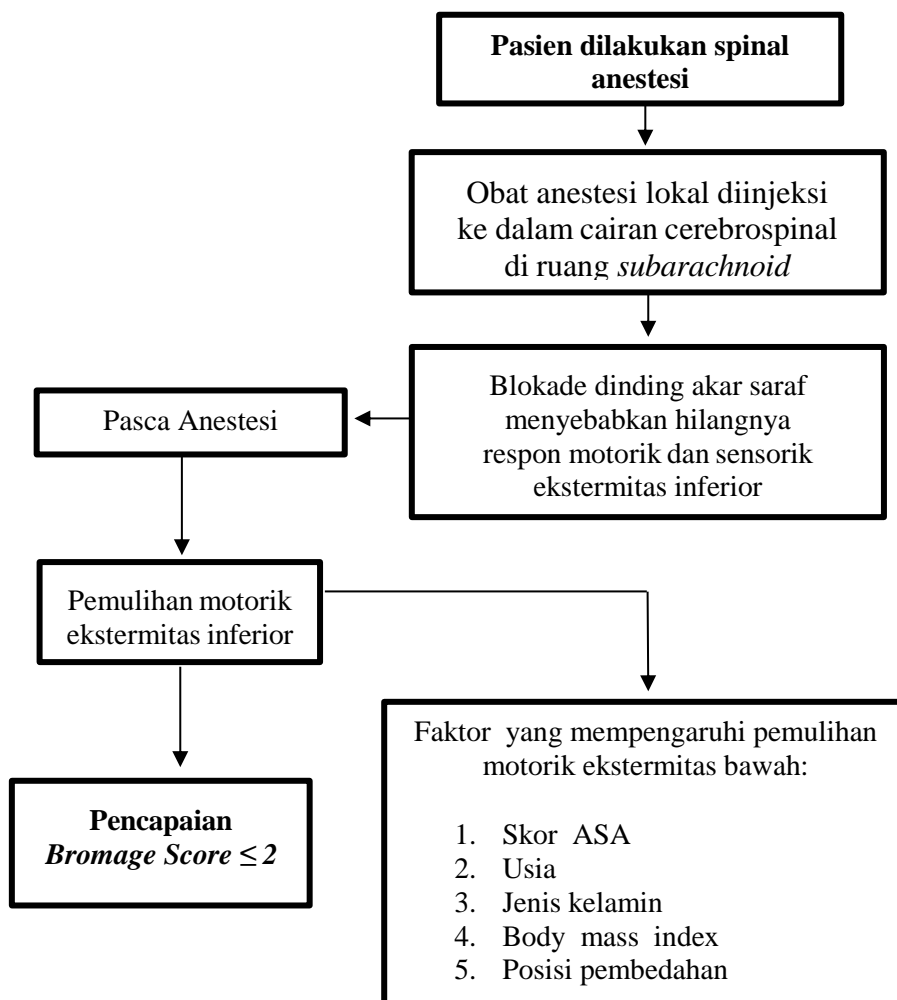 Pasien dilakukan spinal
anestesi
Obat anestesi lokal diinjeksi
ke dalam cairan cerebrospinal
di ruang subarachnoid
Blokade dinding akar saraf
menyebabkan hilangnya
respon motorik dan sensorik
ekstermitas inferior
Pasca Anestesi
Pemulihan motorik
ekstermitas inferior
Pencapaian
Bromage Score ≤ 2
Faktor yang mempengaruhi pemulihan
motorik ekstermitas bawah:
1. Skor ASA
2. Usia
3. Jenis kelamin
4. Body mass index
5. Posisi pembedahan